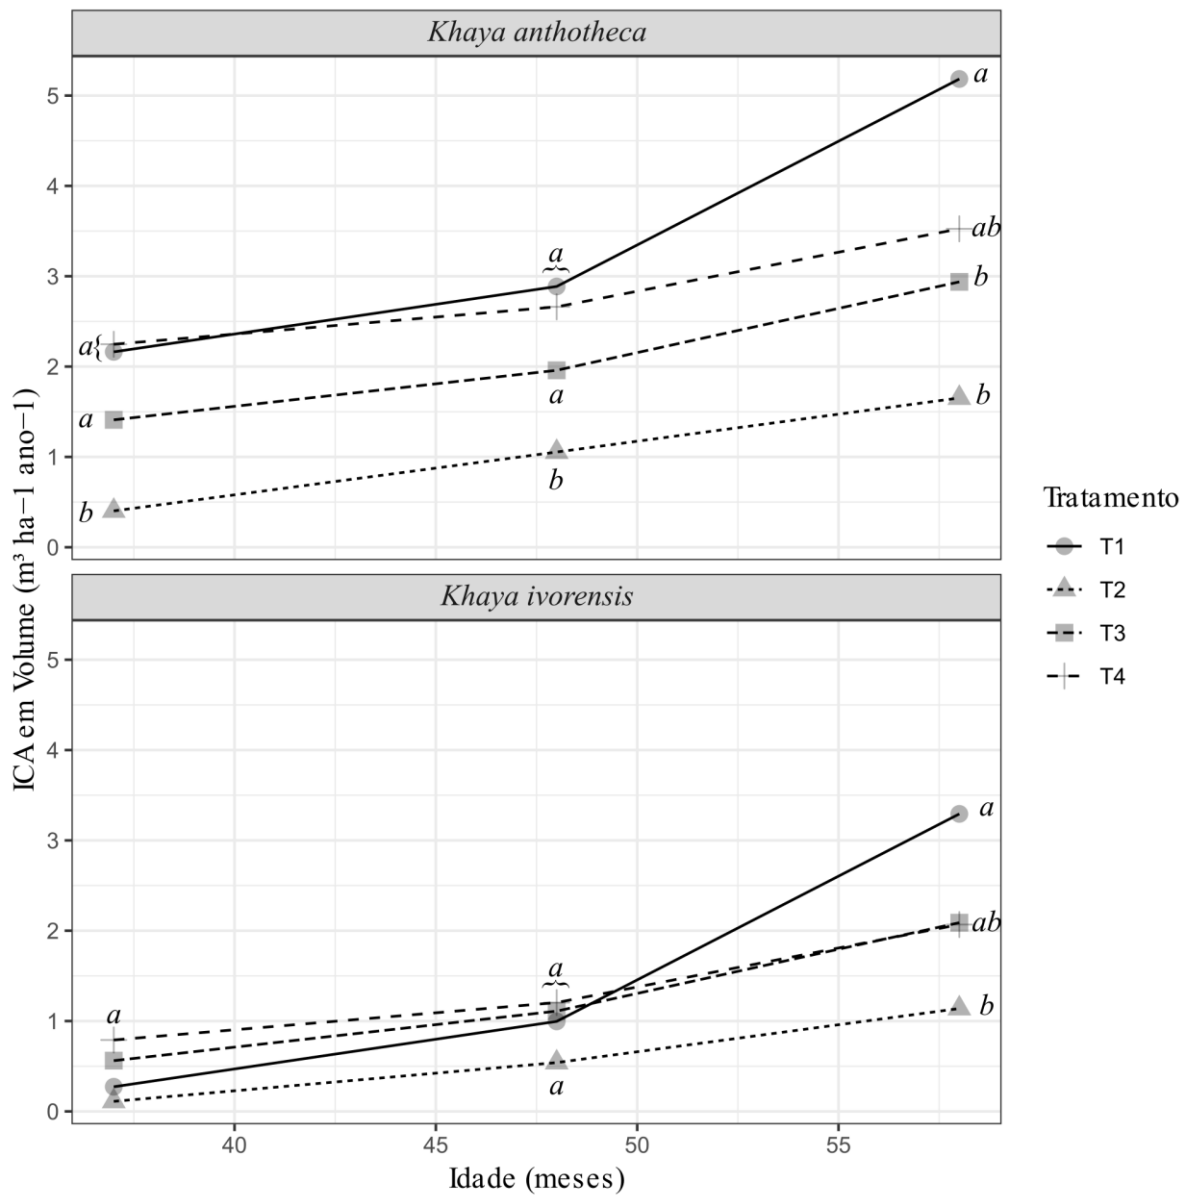 Khaya anthotheca
5
4
3
2
1
0
a
a
b
a
a
b
a
ab
b
b
Khaya ivorensis
5
4
3
2
1
0
a
a
a
a
ab
b
40
45
50
55
Idade (meses)
ICA em Volume (m³ ha−1 ano−1)
Tratamento
T1
T2
T3
T4